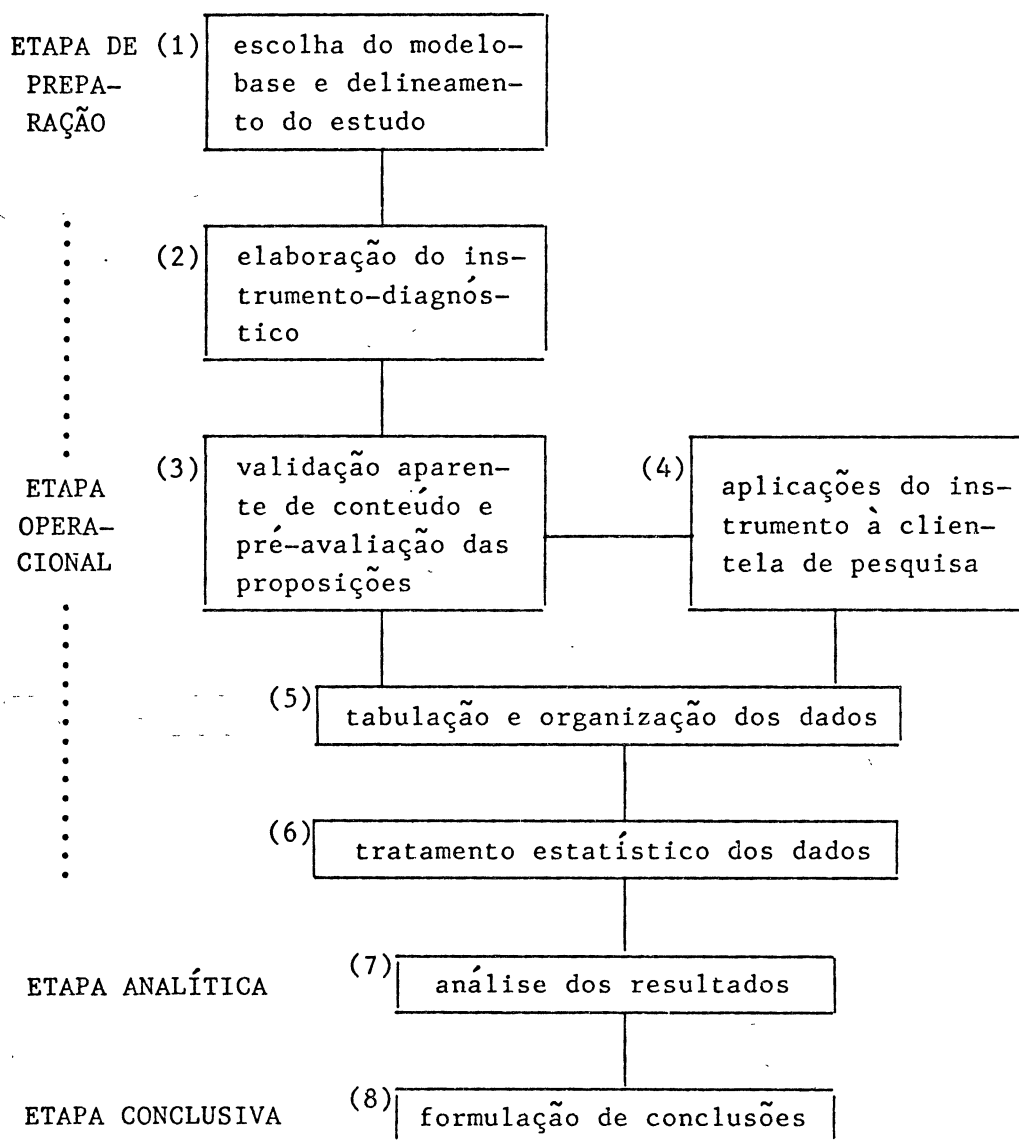 ETAPA DE
PREPA-
RAÇÃO
(1)
escolha do modelo-
base e delineamen-
to do estudo
(2)
elaboração do ins-
trumento-diagnós-
tico
ETAPA
OPERA-
CIONAL
(3)
validação aparen-
te de conteúdo e
pré-avaliação das
proposições
(4)
aplicações do ins-
trumento à clien-
tela de pesquisa
(5)
tabulação e organização dos dados
(6)
tratamento estatístico dos dados
ETAPA ANALÍTICA
(7)
análise dos resultados
ETAPA CONCLUSIVA
(8)
formulação de conclusões